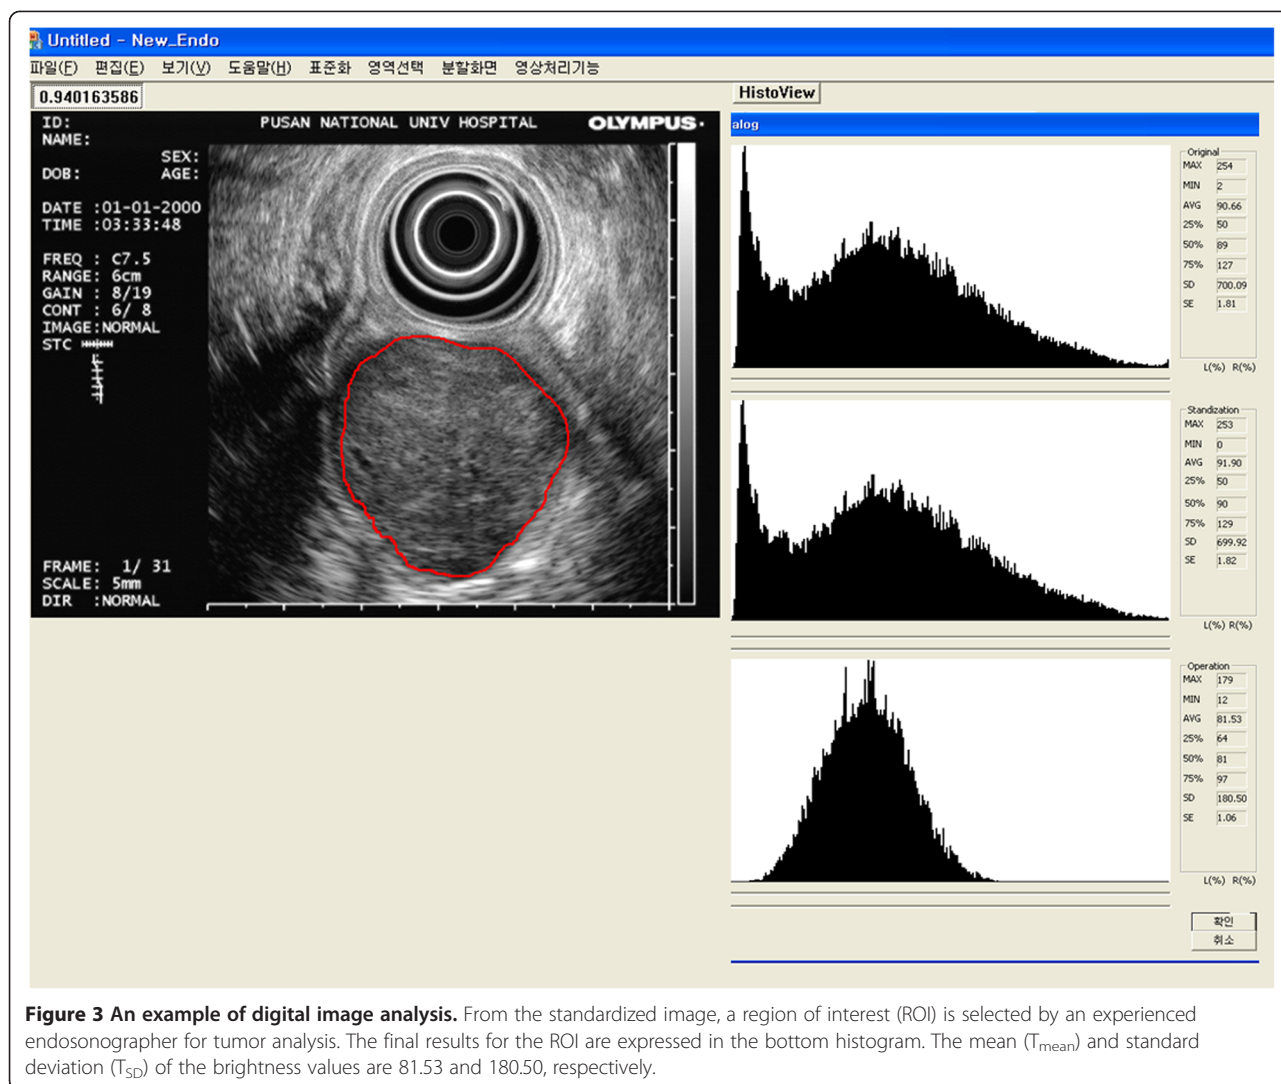 Untitled - New_Endo
파일(F) 편집(E) 보기(V) 도움말(H) 표준화 영역선택 분할화면 영상처리기능
0.940163586
HistoView
ID: PUSAN NATIONAL UNIV HOSPITAL OLYMPUS
NAME:
SEX:
DOB: AGE:
DATE :01-01-2000
TIME :03:33:48
FREQ : C7.5
RANGE: 6cm
GAIN : 8/19
CONT : 6/ 8
IMAGE:NORMAL
STC
FRAME: 1/ 31
SCALE: 5mm
DIR :NORMAL
alog
Original
MAX 254
MIN 2
AVG 90.66
25% 50
50% 89
75% 127
SD 700.09
SE 1.81
L(%) R(%)
Standization
MAX 253
MIN 0
AVG 91.90
25% 50
50% 90
75% 129
SD 699.92
SE 1.82
L(%) R(%)
Operation
MAX 179
MIN 12
AVG 81.53
25% 64
50% 81
75% 97
SD 180.50
SE 1.06
L(%) R(%)
확인
취소
Figure 3 An example of digital image analysis. From the standardized image, a region of interest (ROI) is selected by an experienced
endosonographer for tumor analysis. The final results for the ROI are expressed in the bottom histogram. The mean (Tmean) and standard
deviation (TSD) of the brightness values are 81.53 and 180.50, respectively.